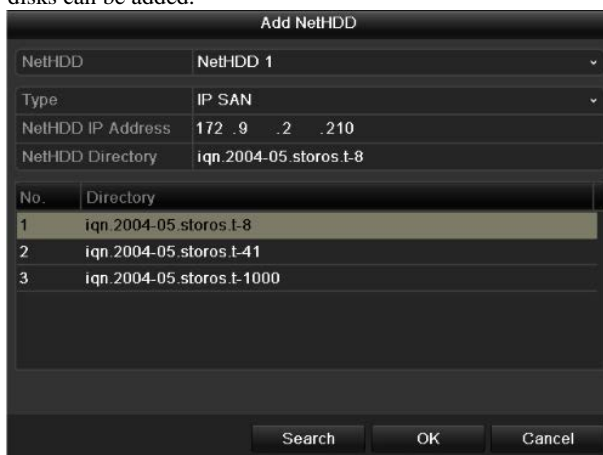 disks can be added.
Add NetHDD
NetHDD NetHDD 1
Type IP SAN
NetHDD IP Address 172 .9 .2 .210
NetHDD Directory iqn.2004-05.storos.t-8
No. Directory
1 iqn.2004-05.storos.t-8
2 iqn.2004-05.storos.t-41
3 iqn.2004-05.storos.t-1000
Search OK Cancel